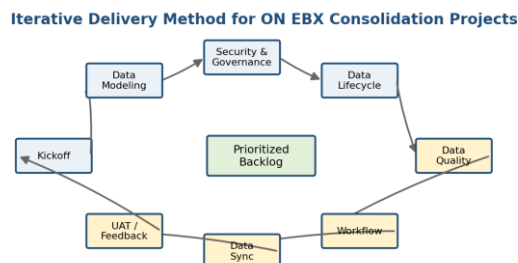 Iterative Delivery Method for ON EBX Consolidation Projects
Security &
Governance
Data
Modeling
Data
Lifecycle
Kickoff
Prioritized
Backlog
Data
Quality
UAT /
Feedback
Data
Sync
Workflow